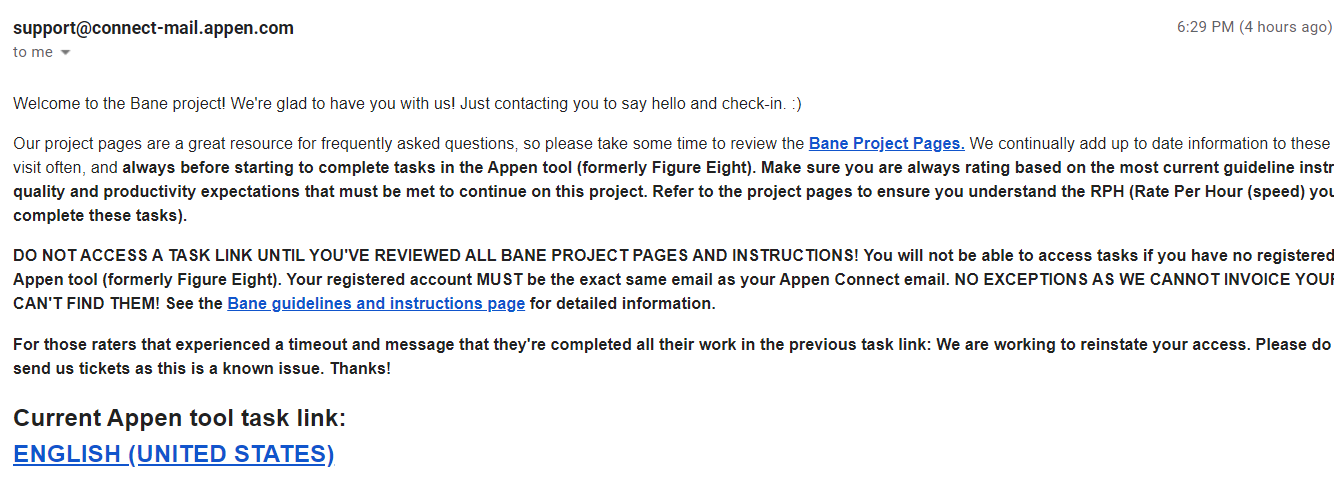 support@connect-mail.appen.com
6:29 PM (4 hours ago)
to me
Welcome to the Bane project! We're glad to have you with us! Just contacting you to say hello and check-in. :)
Our project pages are a great resource for frequently asked questions, so please take some time to review the Bane Project Pages. We continually add up to date information to these
visit often, and always before starting to complete tasks in the Appen tool (formerly Figure Eight). Make sure you are always rating based on the most current guideline instr
quality and productivity expectations that must be met to continue on this project. Refer to the project pages to ensure you understand the RPH (Rate Per Hour (speed) you
complete these tasks).
DO NOT ACCESS A TASK LINK UNTIL YOU'VE REVIEWED ALL BANE PROJECT PAGES AND INSTRUCTIONS! You will not be able to access tasks if you have no registered
Appen tool (formerly Figure Eight). Your registered account MUST be the exact same email as your Appen Connect email. NO EXCEPTIONS AS WE CANNOT INVOICE YOUR
CAN'T FIND THEM! See the Bane guidelines and instructions page for detailed information.
For those raters that experienced a timeout and message that they're completed all their work in the previous task link: We are working to reinstate your access. Please do
send us tickets as this is a known issue. Thanks!
Current Appen tool task link:
ENGLISH (UNITED STATES)